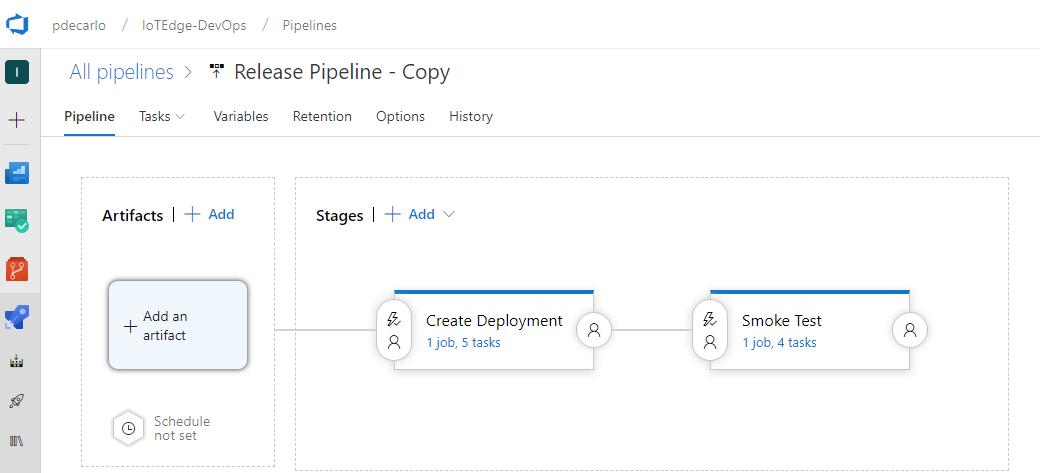 pdecarlo / IoTEdge-DevOps / Pipelines
I
All pipelines > Release Pipeline - Copy
Pipeline Tasks Variables Retention Options History
Artifacts | + Add
Stages | + Add
+ Add an
artifact
Schedule
not set
Create Deployment
1 job, 5 tasks
Smoke Test
1 job, 4 tasks